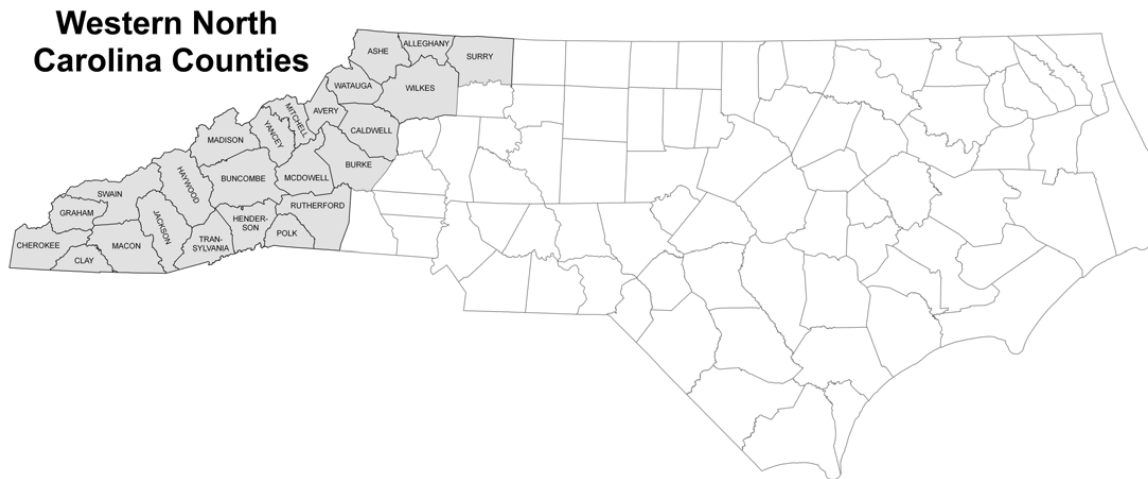 Western North
Carolina Counties
ASHE
ALLEGHANY
SURRY
WATAUGA
WILKES
AVERY
MITCHELL
YANCEY
CALDWELL
MADISON
BURKE
BUNCOMBE
MCDOWELL
HAYWOOD
SWAIN
RUTHERFORD
GRAHAM
JACKSON
HENDER-
SON
POLK
TRAN-
SYLVANIA
CHEROKEE
MACON
CLAY